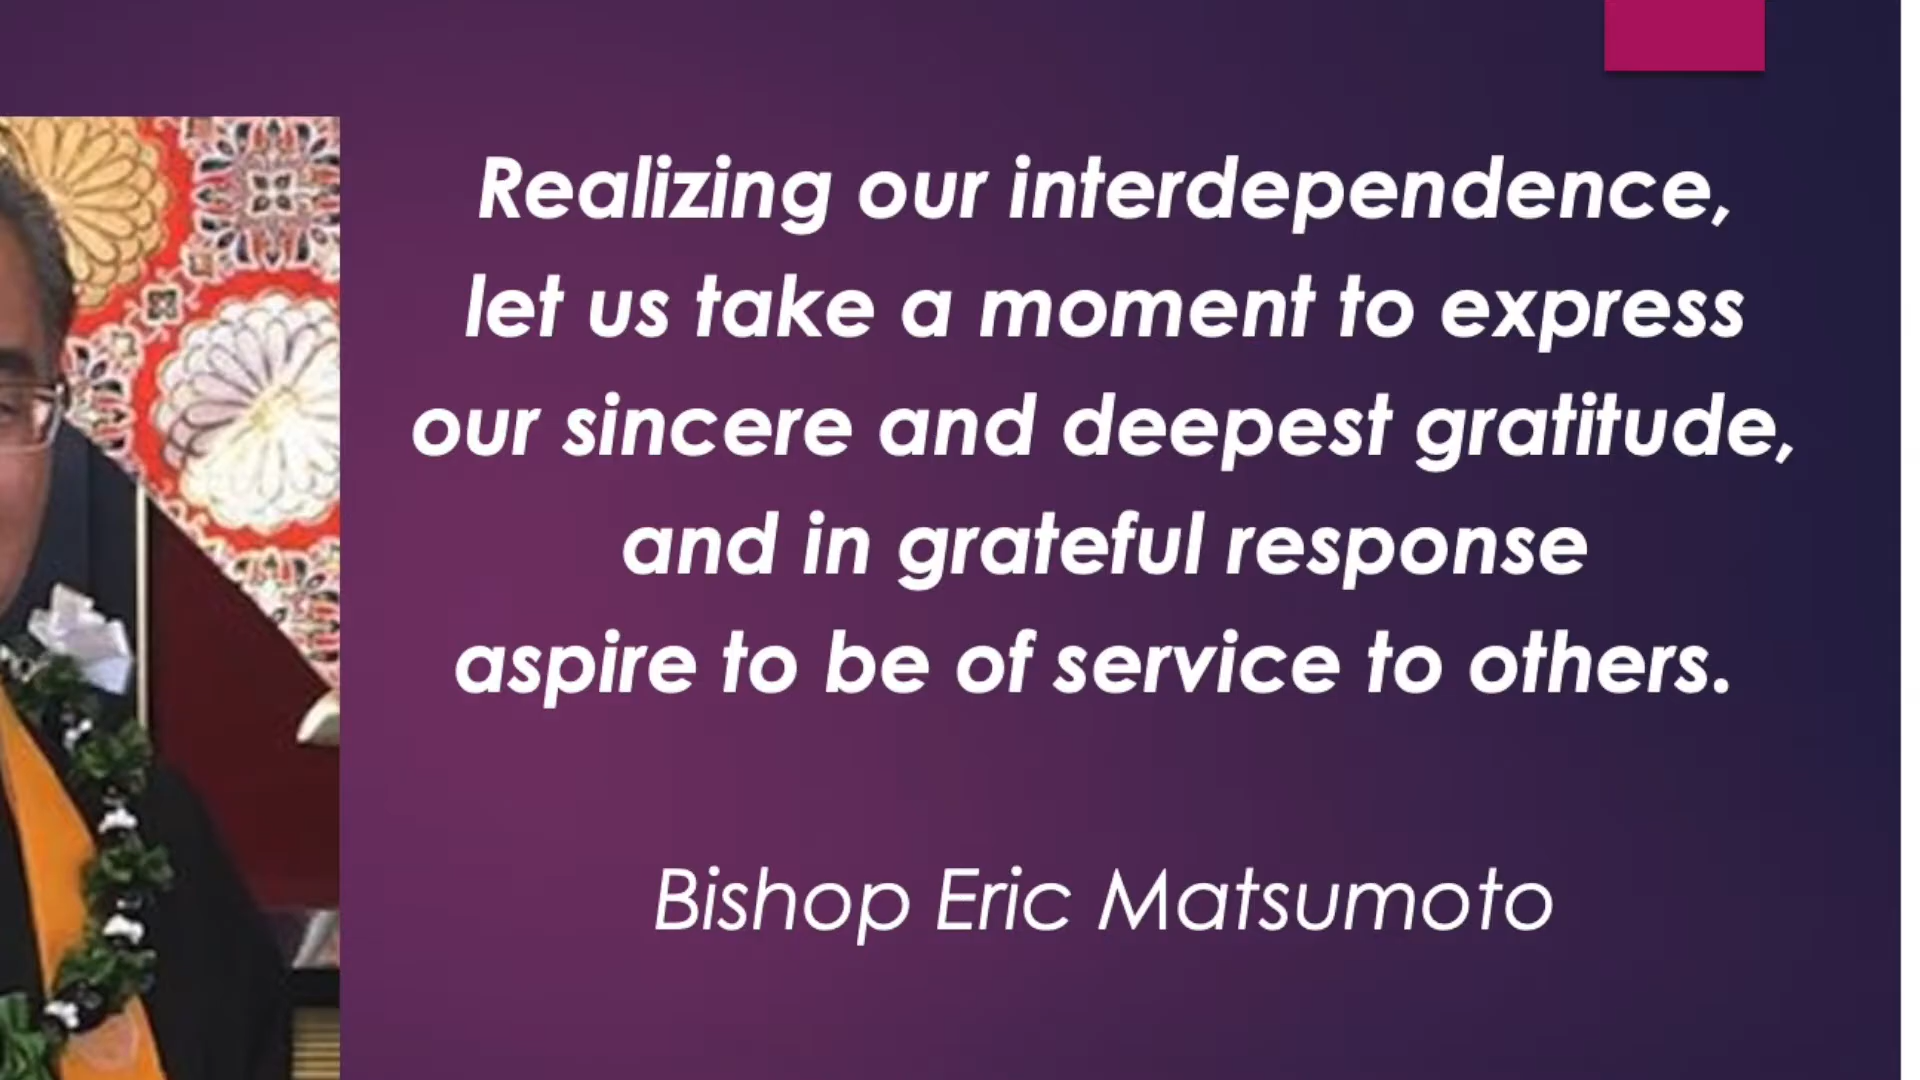 Realizing our interdependence,
let us take a moment to express
our sincere and deepest gratitude,
and in grateful response
aspire to be of service to others.
Bishop Eric Matsumoto